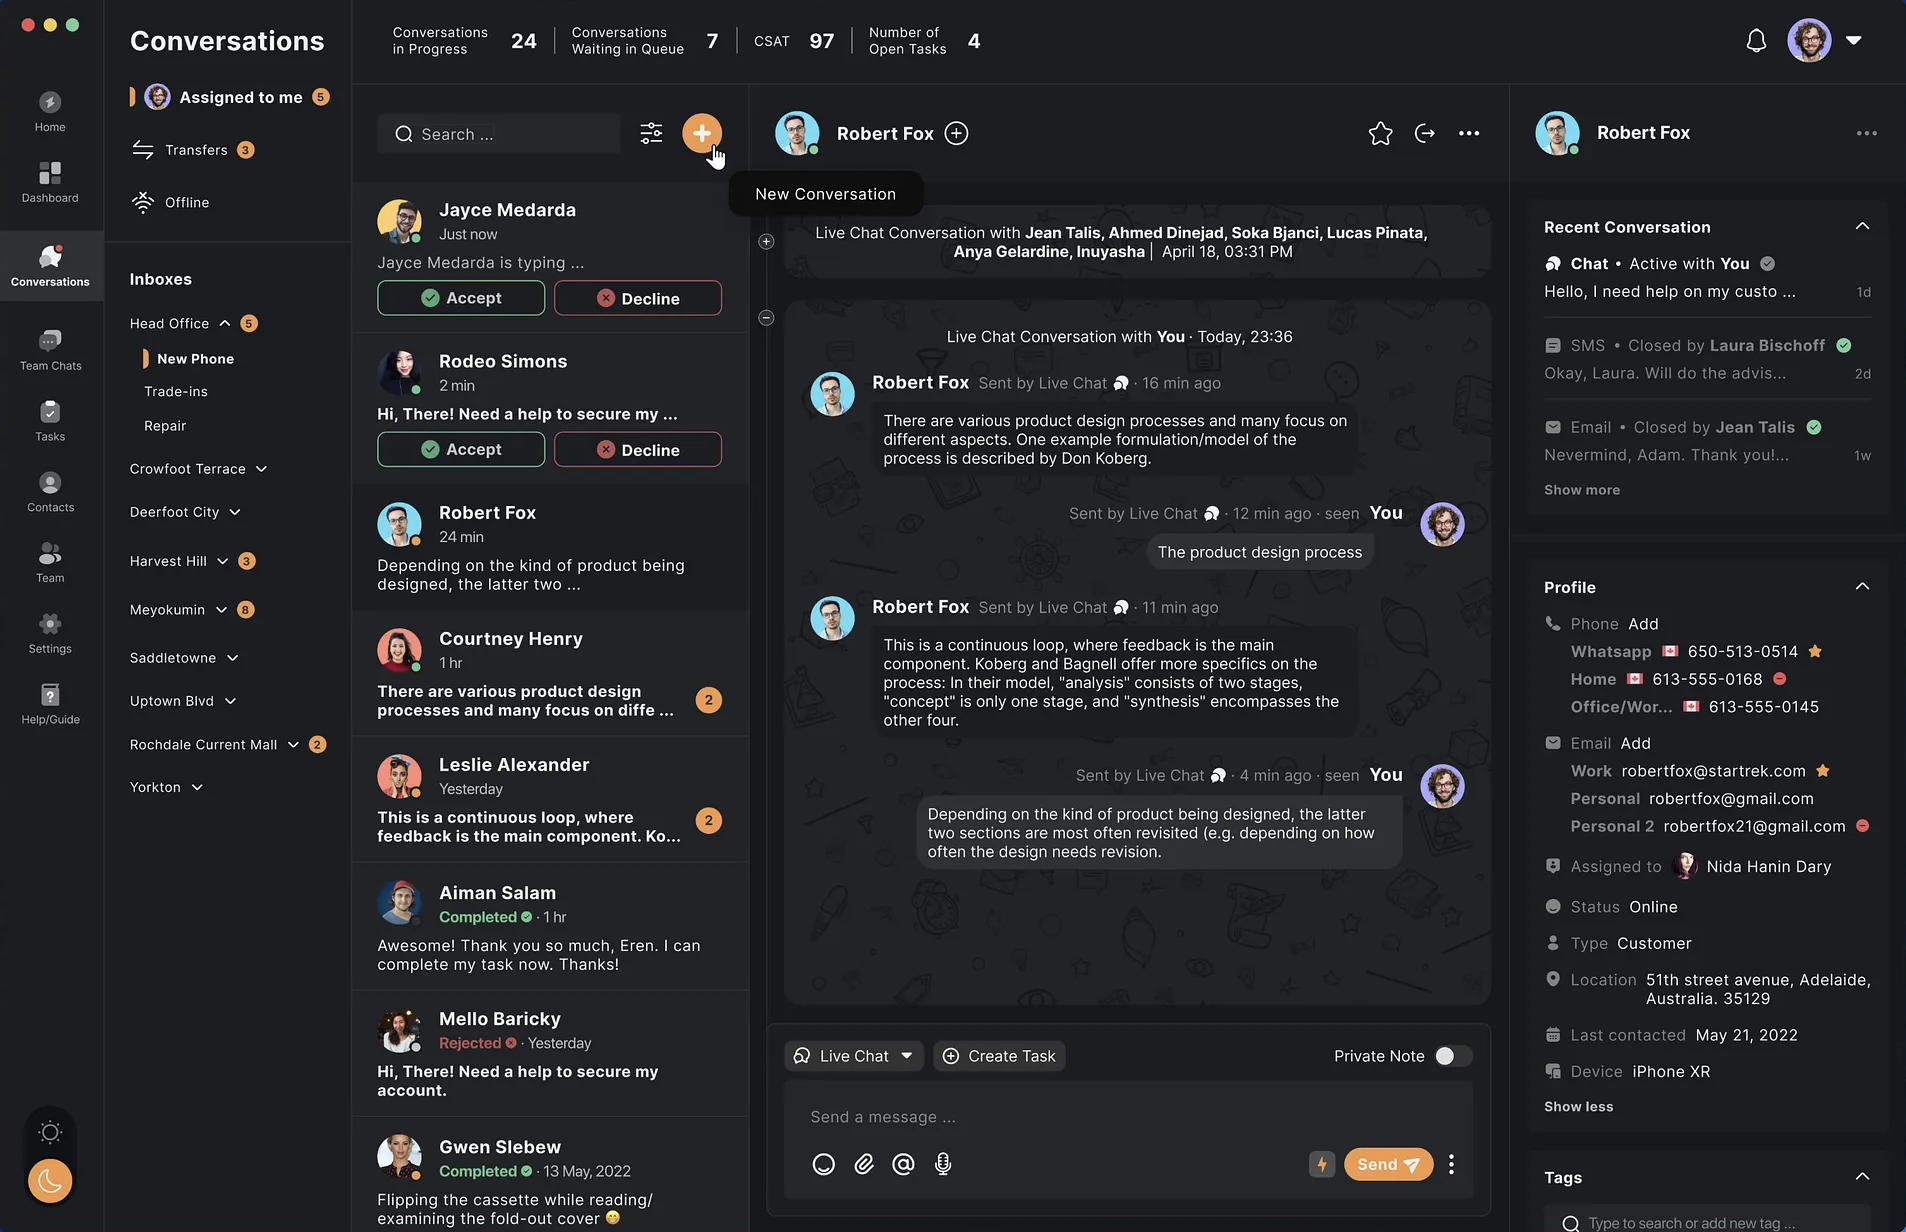 Conversations
Conversations in Progress 24
Conversations Waiting in Queue 7
CSAT 97
Number of Open Tasks 4
Home
Dashboard
Conversations
Team Chats
Tasks
Contacts
Team
Settings
Help/Guide
Assigned to me 5
Transfers 3
Offline
Inboxes
Head Office 5
New Phone
Trade-ins
Repair
Crowfoot Terrace
Deerfoot City
Harvest Hill 3
Meyokumin 8
Saddletowne
Uptown Blvd
Rochdale Current Mall 2
Yorkton
Search ...
New Conversation
Jayce Medarda
Just now
Jayce Medarda is typing ...
Accept
Decline
Rodeo Simons
2 min
Hi, There! Need a help to secure my ...
Accept
Decline
Robert Fox
24 min
Depending on the kind of product being
designed, the latter two ...
Courtney Henry
1 hr
There are various product design
processes and many focus on diffe ...
2
Leslie Alexander
Yesterday
This is a continuous loop, where
feedback is the main component. Ko...
2
Aiman Salam
Completed · 1 hr
Awesome! Thank you so much, Eren. I can
complete my task now. Thanks!
Mello Baricky
Rejected · Yesterday
Hi, There! Need a help to secure my
account.
Gwen Slebew
Completed · 13 May, 2022
Flipping the cassette while reading/
examining the fold-out cover 😁
Robert Fox
Live Chat Conversation with Jean Talis, Ahmed Dinejad, Soka Bjanci, Lucas Pinata,
Anya Gelardine, Inuyasha | April 18, 03:31 PM
Live Chat Conversation with You · Today, 23:36
Robert Fox Sent by Live Chat · 16 min ago
There are various product design processes and many focus on
different aspects. One example formulation/model of the
process is described by Don Koberg.
Sent by Live Chat · 12 min ago · seen You
The product design process
Robert Fox Sent by Live Chat · 11 min ago
This is a continuous loop, where feedback is the main
component. Koberg and Bagnell offer more specifics on the
process: In their model, "analysis" consists of two stages,
"concept" is only one stage, and "synthesis" encompasses the
other four.
Sent by Live Chat · 4 min ago · seen You
Depending on the kind of product being designed, the latter
two sections are most often revisited (e.g. depending on how
often the design needs revision.
Live Chat
Create Task
Private Note
Send a message ...
Send
Robert Fox
Recent Conversation
Chat • Active with You
Hello, I need help on my custo ... 1d
SMS • Closed by Laura Bischoff
Okay, Laura. Will do the advis... 2d
Email • Closed by Jean Talis
Nevermind, Adam. Thank you!... 1w
Show more
Profile
Phone Add
Whatsapp 650-513-0514
Home 613-555-0168
Office/Wor... 613-555-0145
Email Add
Work robertfox@startrek.com
Personal robertfox@gmail.com
Personal 2 robertfox21@gmail.com
Assigned to Nida Hanin Dary
Status Online
Type Customer
Location 51th street avenue, Adelaide,
Australia. 35129
Last contacted May 21, 2022
Device iPhone XR
Show less
Tags
Type to search or add new tag ...